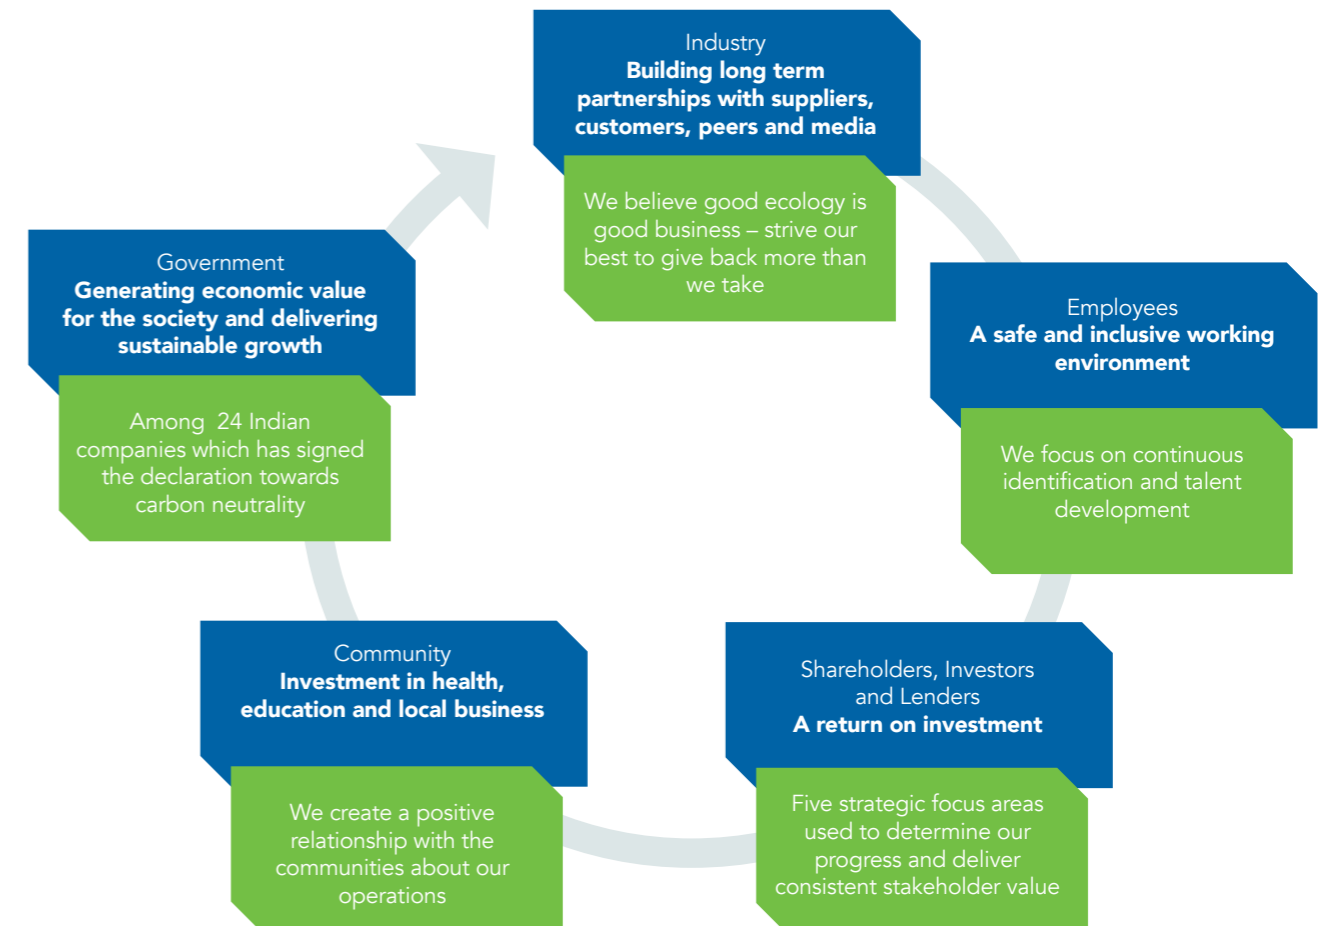 Industry
Building long term
partnerships with suppliers,
customers, peers and media
We believe good ecology is
good business – strive our
best to give back more than
we take
Employees
A safe and inclusive working
environment
We focus on continuous
identification and talent
development
Shareholders, Investors
and Lenders
A return on investment
Five strategic focus areas
used to determine our
progress and deliver
consistent stakeholder value
Community
Investment in health,
education and local business
We create a positive
relationship with the
communities about our
operations
Government
Generating economic value
for the society and delivering
sustainable growth
Among 24 Indian
companies which has signed
the declaration towards
carbon neutrality